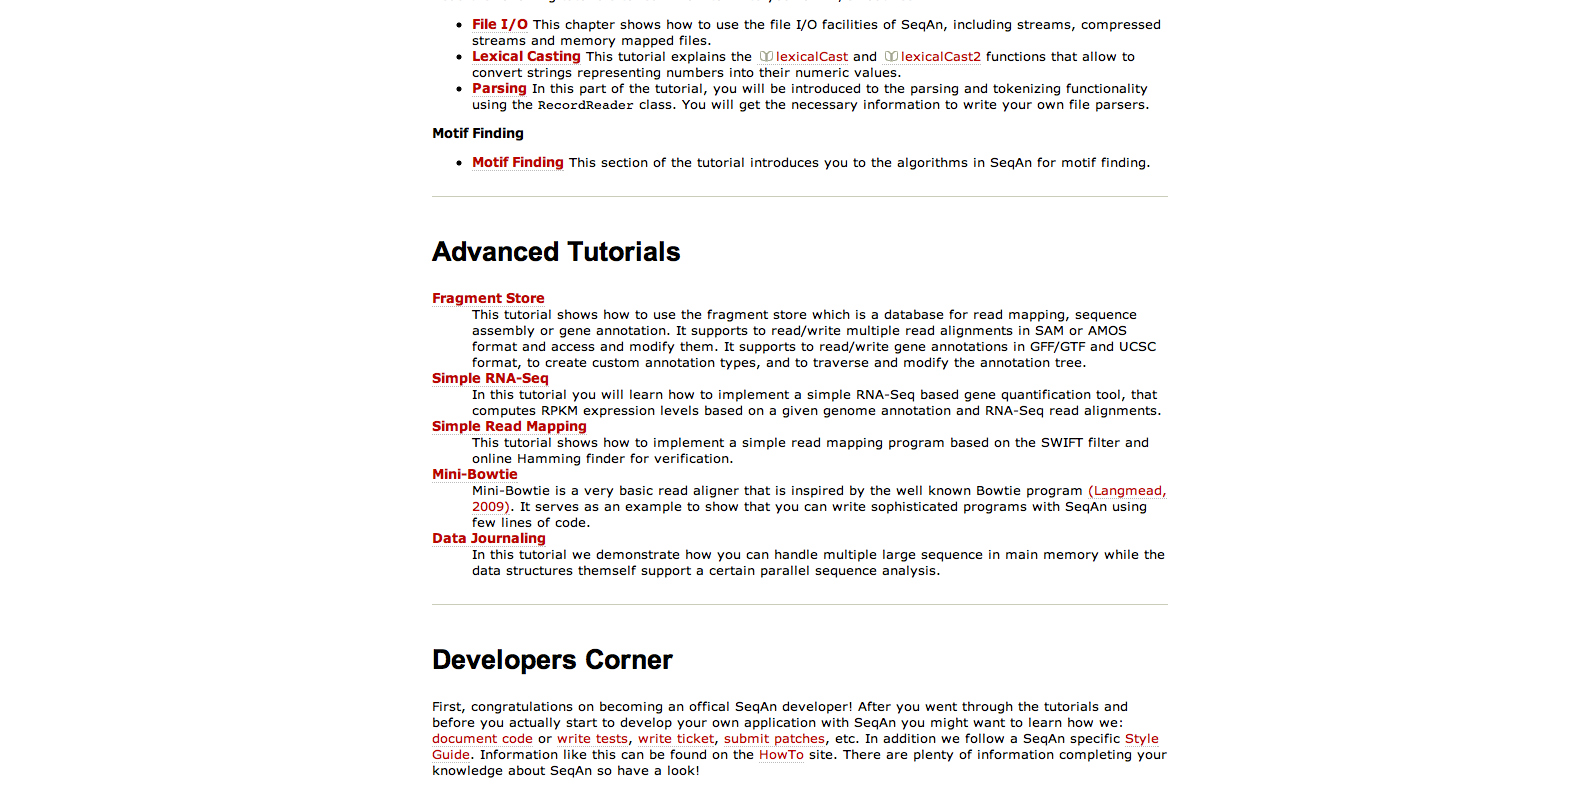 File I/O This chapter shows how to use the file I/O facilities of SeqAn, including streams, compressed
streams and memory mapped files.
Lexical Casting This tutorial explains the lexicalCast and lexicalCast2 functions that allow to
convert strings representing numbers into their numeric values.
Parsing In this part of the tutorial, you will be introduced to the parsing and tokenizing functionality
using the RecordReader class. You will get the necessary information to write your own file parsers.
Motif Finding
Motif Finding This section of the tutorial introduces you to the algorithms in SeqAn for motif finding.
Advanced Tutorials
Fragment Store
This tutorial shows how to use the fragment store which is a database for read mapping, sequence
assembly or gene annotation. It supports to read/write multiple read alignments in SAM or AMOS
format and access and modify them. It supports to read/write gene annotations in GFF/GTF and UCSC
format, to create custom annotation types, and to traverse and modify the annotation tree.
Simple RNA-Seq
In this tutorial you will learn how to implement a simple RNA-Seq based gene quantification tool, that
computes RPKM expression levels based on a given genome annotation and RNA-Seq read alignments.
Simple Read Mapping
This tutorial shows how to implement a simple read mapping program based on the SWIFT filter and
online Hamming finder for verification.
Mini-Bowtie
Mini-Bowtie is a very basic read aligner that is inspired by the well known Bowtie program (Langmead,
2009). It serves as an example to show that you can write sophisticated programs with SeqAn using
few lines of code.
Data Journaling
In this tutorial we demonstrate how you can handle multiple large sequence in main memory while the
data structures themself support a certain parallel sequence analysis.
Developers Corner
First, congratulations on becoming an offical SeqAn developer! After you went through the tutorials and
before you actually start to develop your own application with SeqAn you might want to learn how we:
document code or write tests, write ticket, submit patches, etc. In addition we follow a SeqAn specific Style
Guide. Information like this can be found on the HowTo site. There are plenty of information completing your
knowledge about SeqAn so have a look!